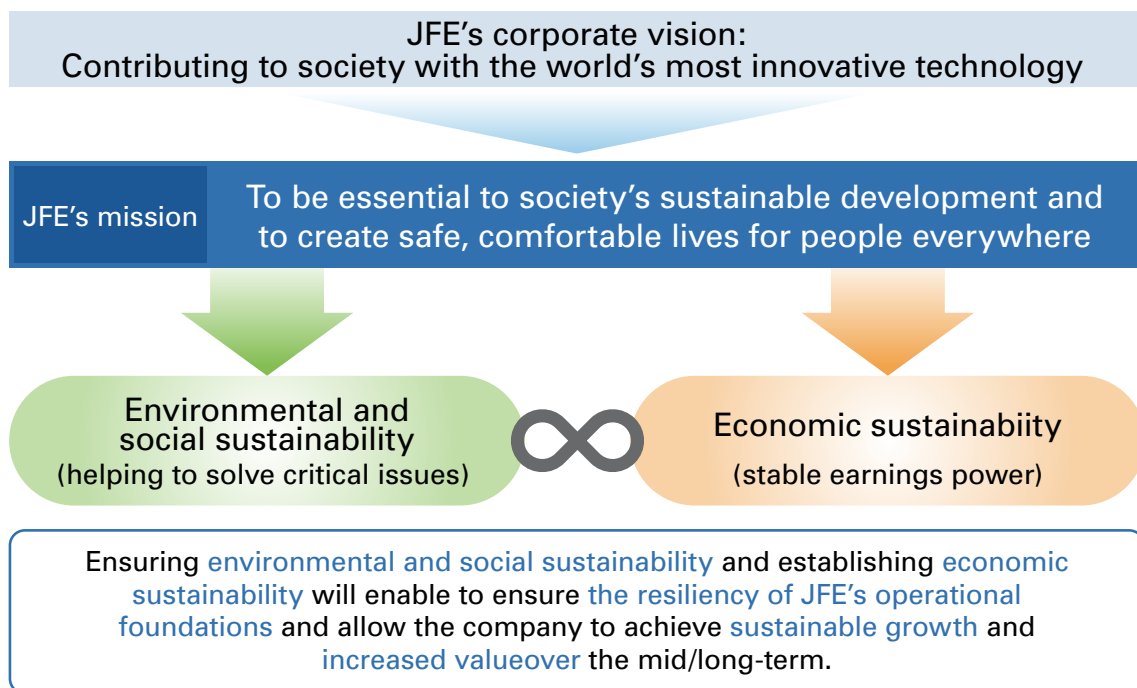 JFE’s corporate vision:
Contributing to society with the world’s most innovative technology
JFE’s mission
To be essential to society’s sustainable development and
to create safe, comfortable lives for people everywhere
Environmental and
social sustainability
(helping to solve critical issues)
Economic sustainabiity
(stable earnings power)
Ensuring environmental and social sustainability and establishing economic
sustainability will enable to ensure the resiliency of JFE’s operational
foundations and allow the company to achieve sustainable growth and
increased valueover the mid/long-term.